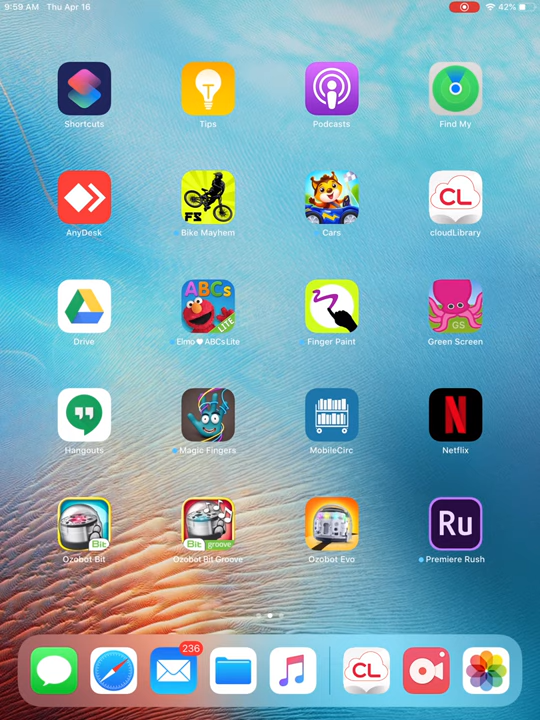 9:59 AM Thu Apr 16
42%
Shortcuts
Tips
Podcasts
Find My
AnyDesk
FS
Bike Mayhem
Cars
CL
cloudLibrary
Drive
ABCs
LITE
Elmo🤍ABCsLite
Finger Paint
GS
Green Screen
Hangouts
Magic Fingers
MobileCirc
N
Netflix
Bit
Ozobot Bit
Bit groove
Ozobot Bit Groove
Ozobot Evo
Ru
Premiere Rush
236
CL